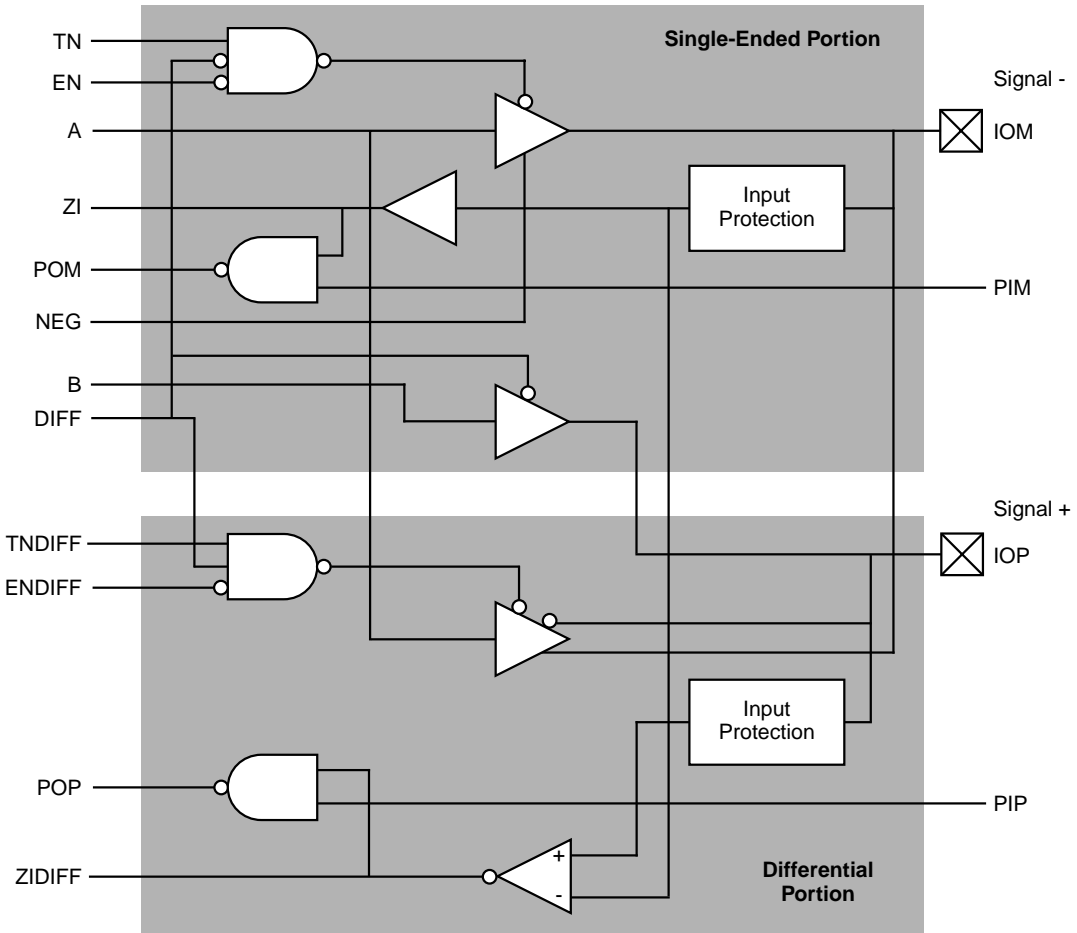 TN
Single-Ended Portion
EN
Signal -
A
IOM
ZI
Input
Protection
POM
PIM
NEG
B
DIFF
Signal +
TNDIFF
IOP
ENDIFF
Input
Protection
POP
PIP
+
ZIDIFF
-
Differential
Portion